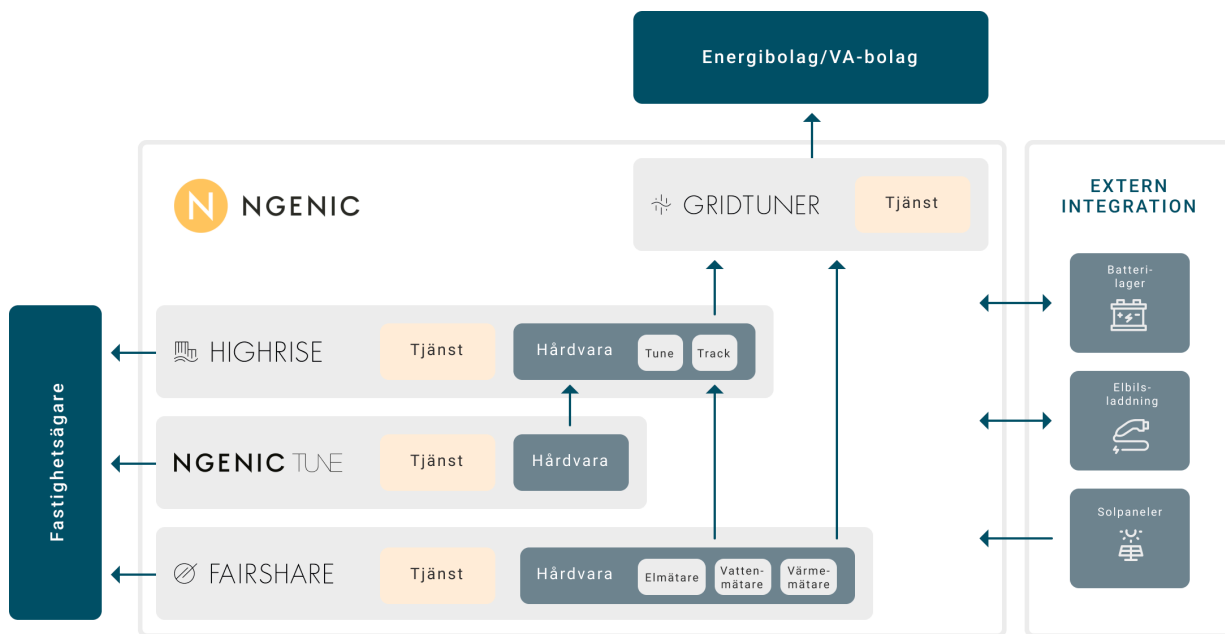 Energibolag/VA-bolag
N NGENIC
GRIDTUNER
Tjänst
EXTERN
INTEGRATION
Batteri-
lager
Elbils-
laddning
Solpaneler
Fastighetsägare
HIGHRISE
Tjänst
Hårdvara
Tune
Track
NGENIC TUNE
Tjänst
Hårdvara
FAIRSHARE
Tjänst
Hårdvara
Elmätare
Vatten-
mätare
Värme-
mätare